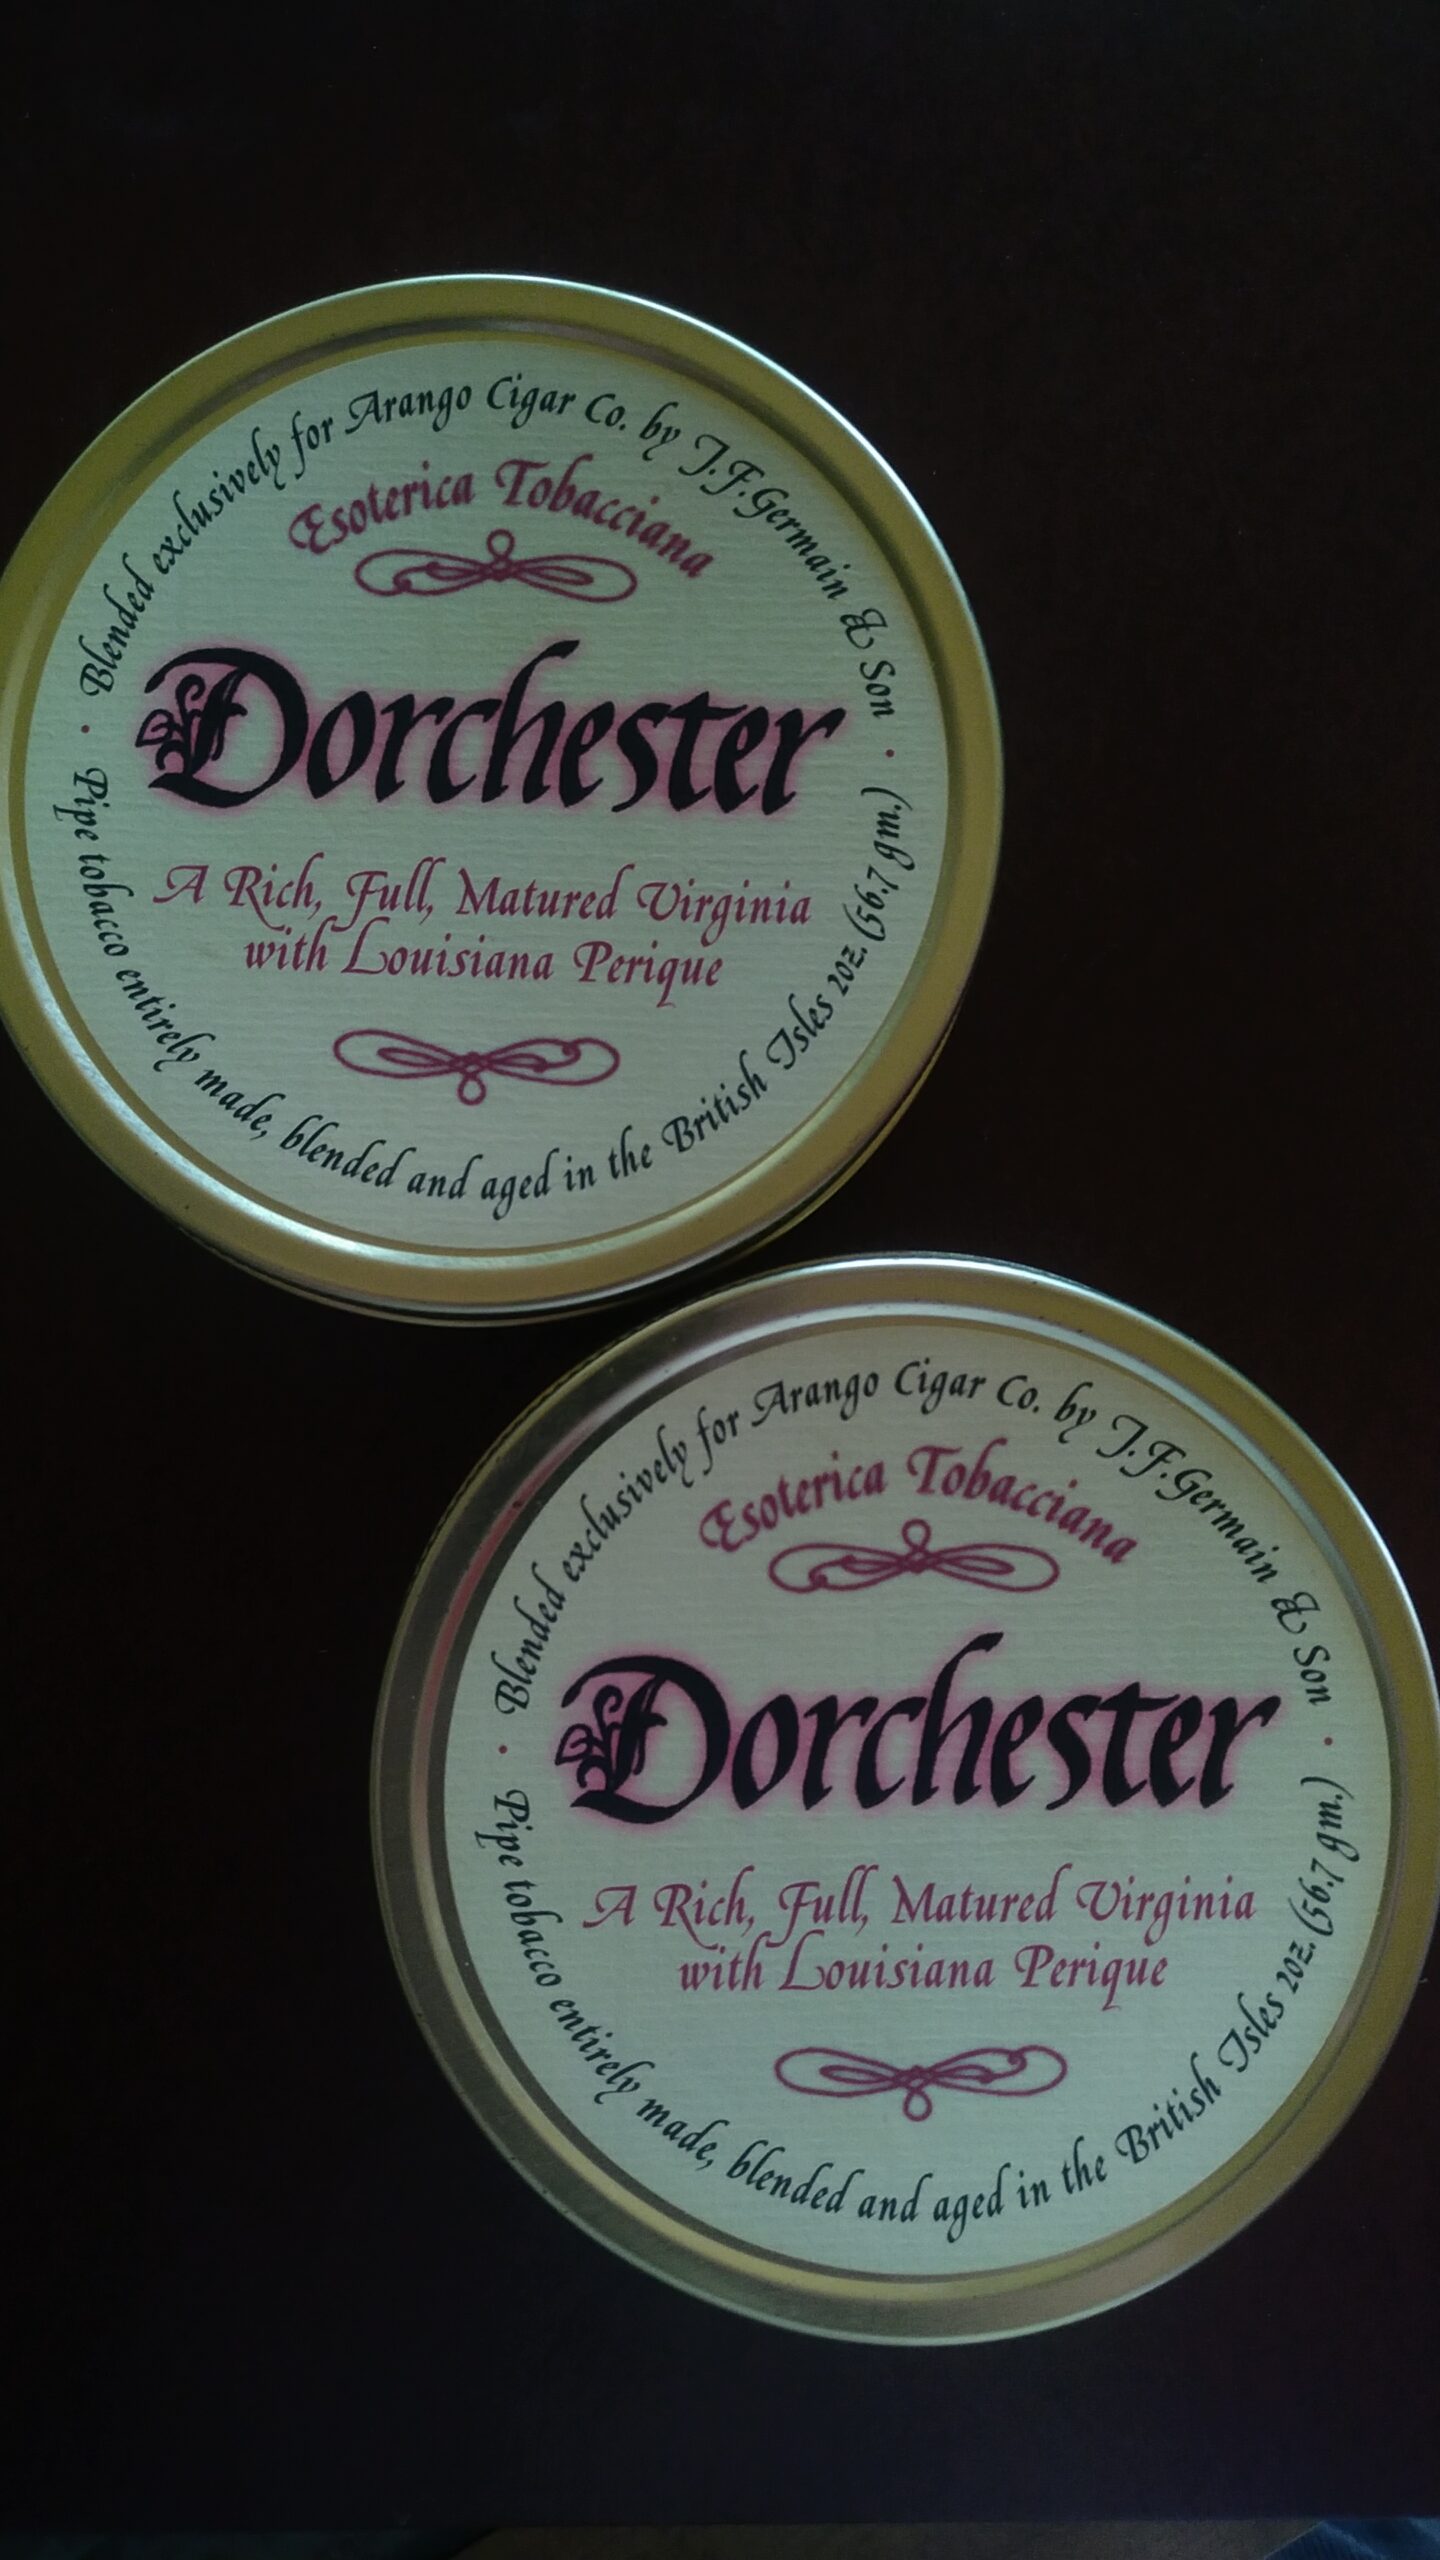 Blended exclusively for Arango Cigar Co. by J.F.Germain & Son
Esoterica Tobacciana
Dorchester
A Rich, Full, Matured Virginia
with Louisiana Perique
Pipe tobacco entirely made, blended and aged in the British Isles 2oz. (56.7 gm.)
Blended exclusively for Arango Cigar Co. by J.F.Germain & Son
Esoterica Tobacciana
Dorchester
A Rich, Full, Matured Virginia
with Louisiana Perique
Pipe tobacco entirely made, blended and aged in the British Isles 2oz. (56.7 gm.)